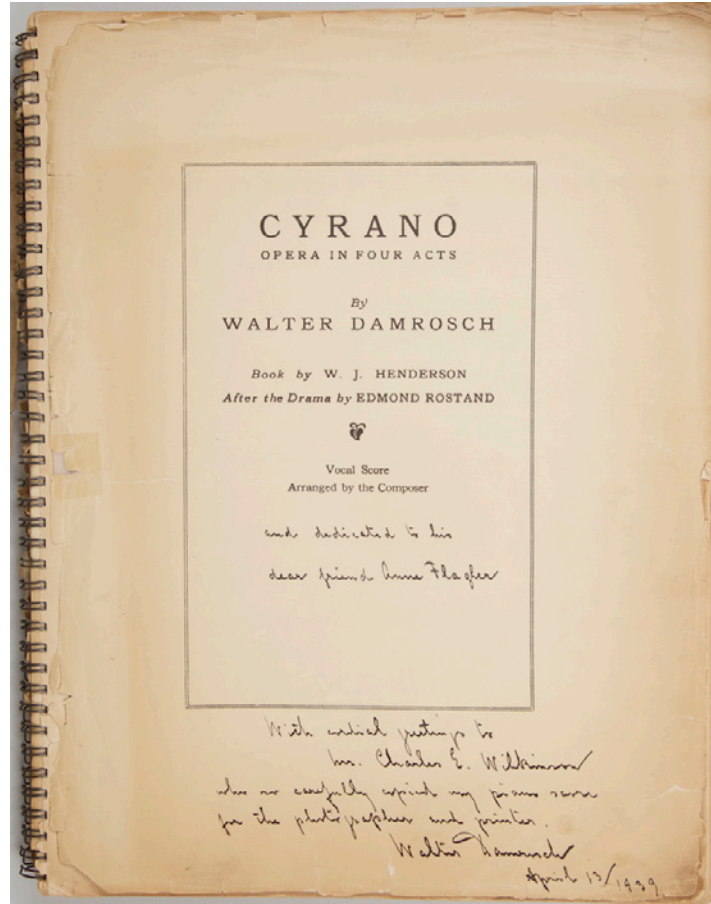 CYRANO
OPERA IN FOUR ACTS
By
WALTER DAMROSCH
Book by W. J. HENDERSON
After the Drama by EDMOND ROSTAND
Vocal Score
Arranged by the Composer
and dedicated to his
dear friend Anne Flagler
With cordial greetings to
Mr. Charles E. Wilkinson
who so carefully copied my piano score
for the photographer and printer.
Walter Damrosch
April 13/1939